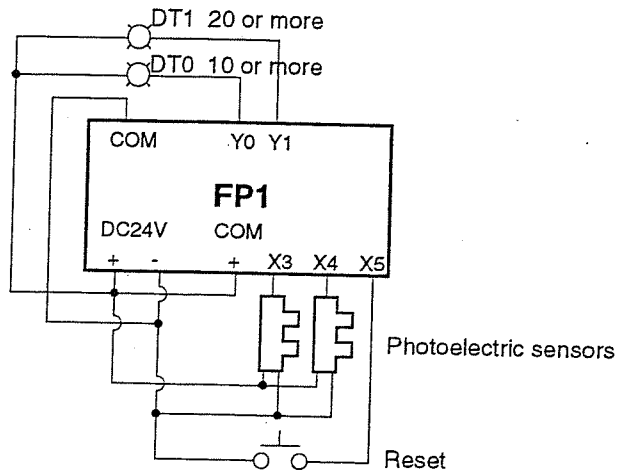 DT1 20 or more
DT0 10 or more
COM Y0 Y1
FP1
DC24V COM
+ - + X3 X4 X5
Photoelectric sensors
Reset